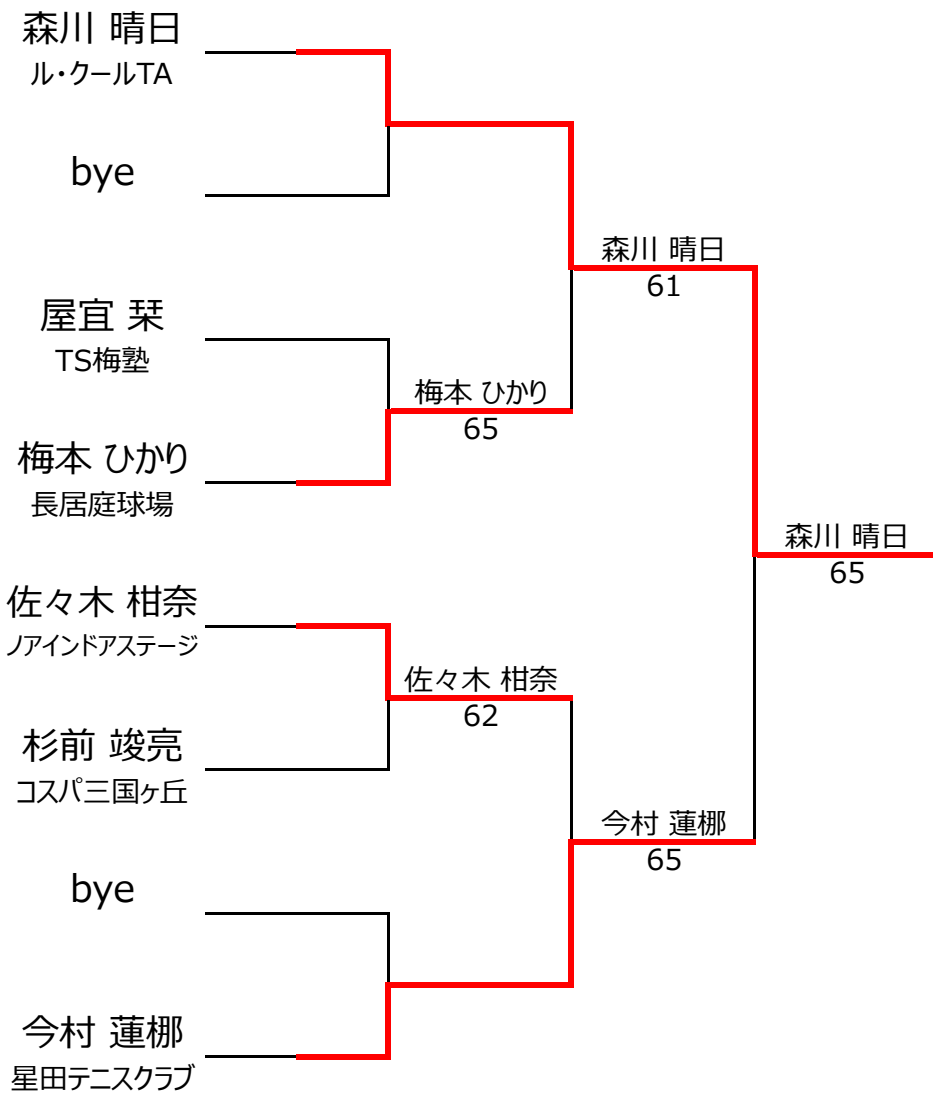 森川 晴日
ル・クールTA
bye
屋宜 栞
TS梅塾
梅本 ひかり
長居庭球場
佐々木 柑奈
ノアインドアステージ
杉前 竣亮
コスパ三国ヶ丘
bye
今村 蓮梛
星田テニスクラブ
梅本 ひかり
65
佐々木 柑奈
62
森川 晴日
61
今村 蓮梛
65
森川 晴日
65